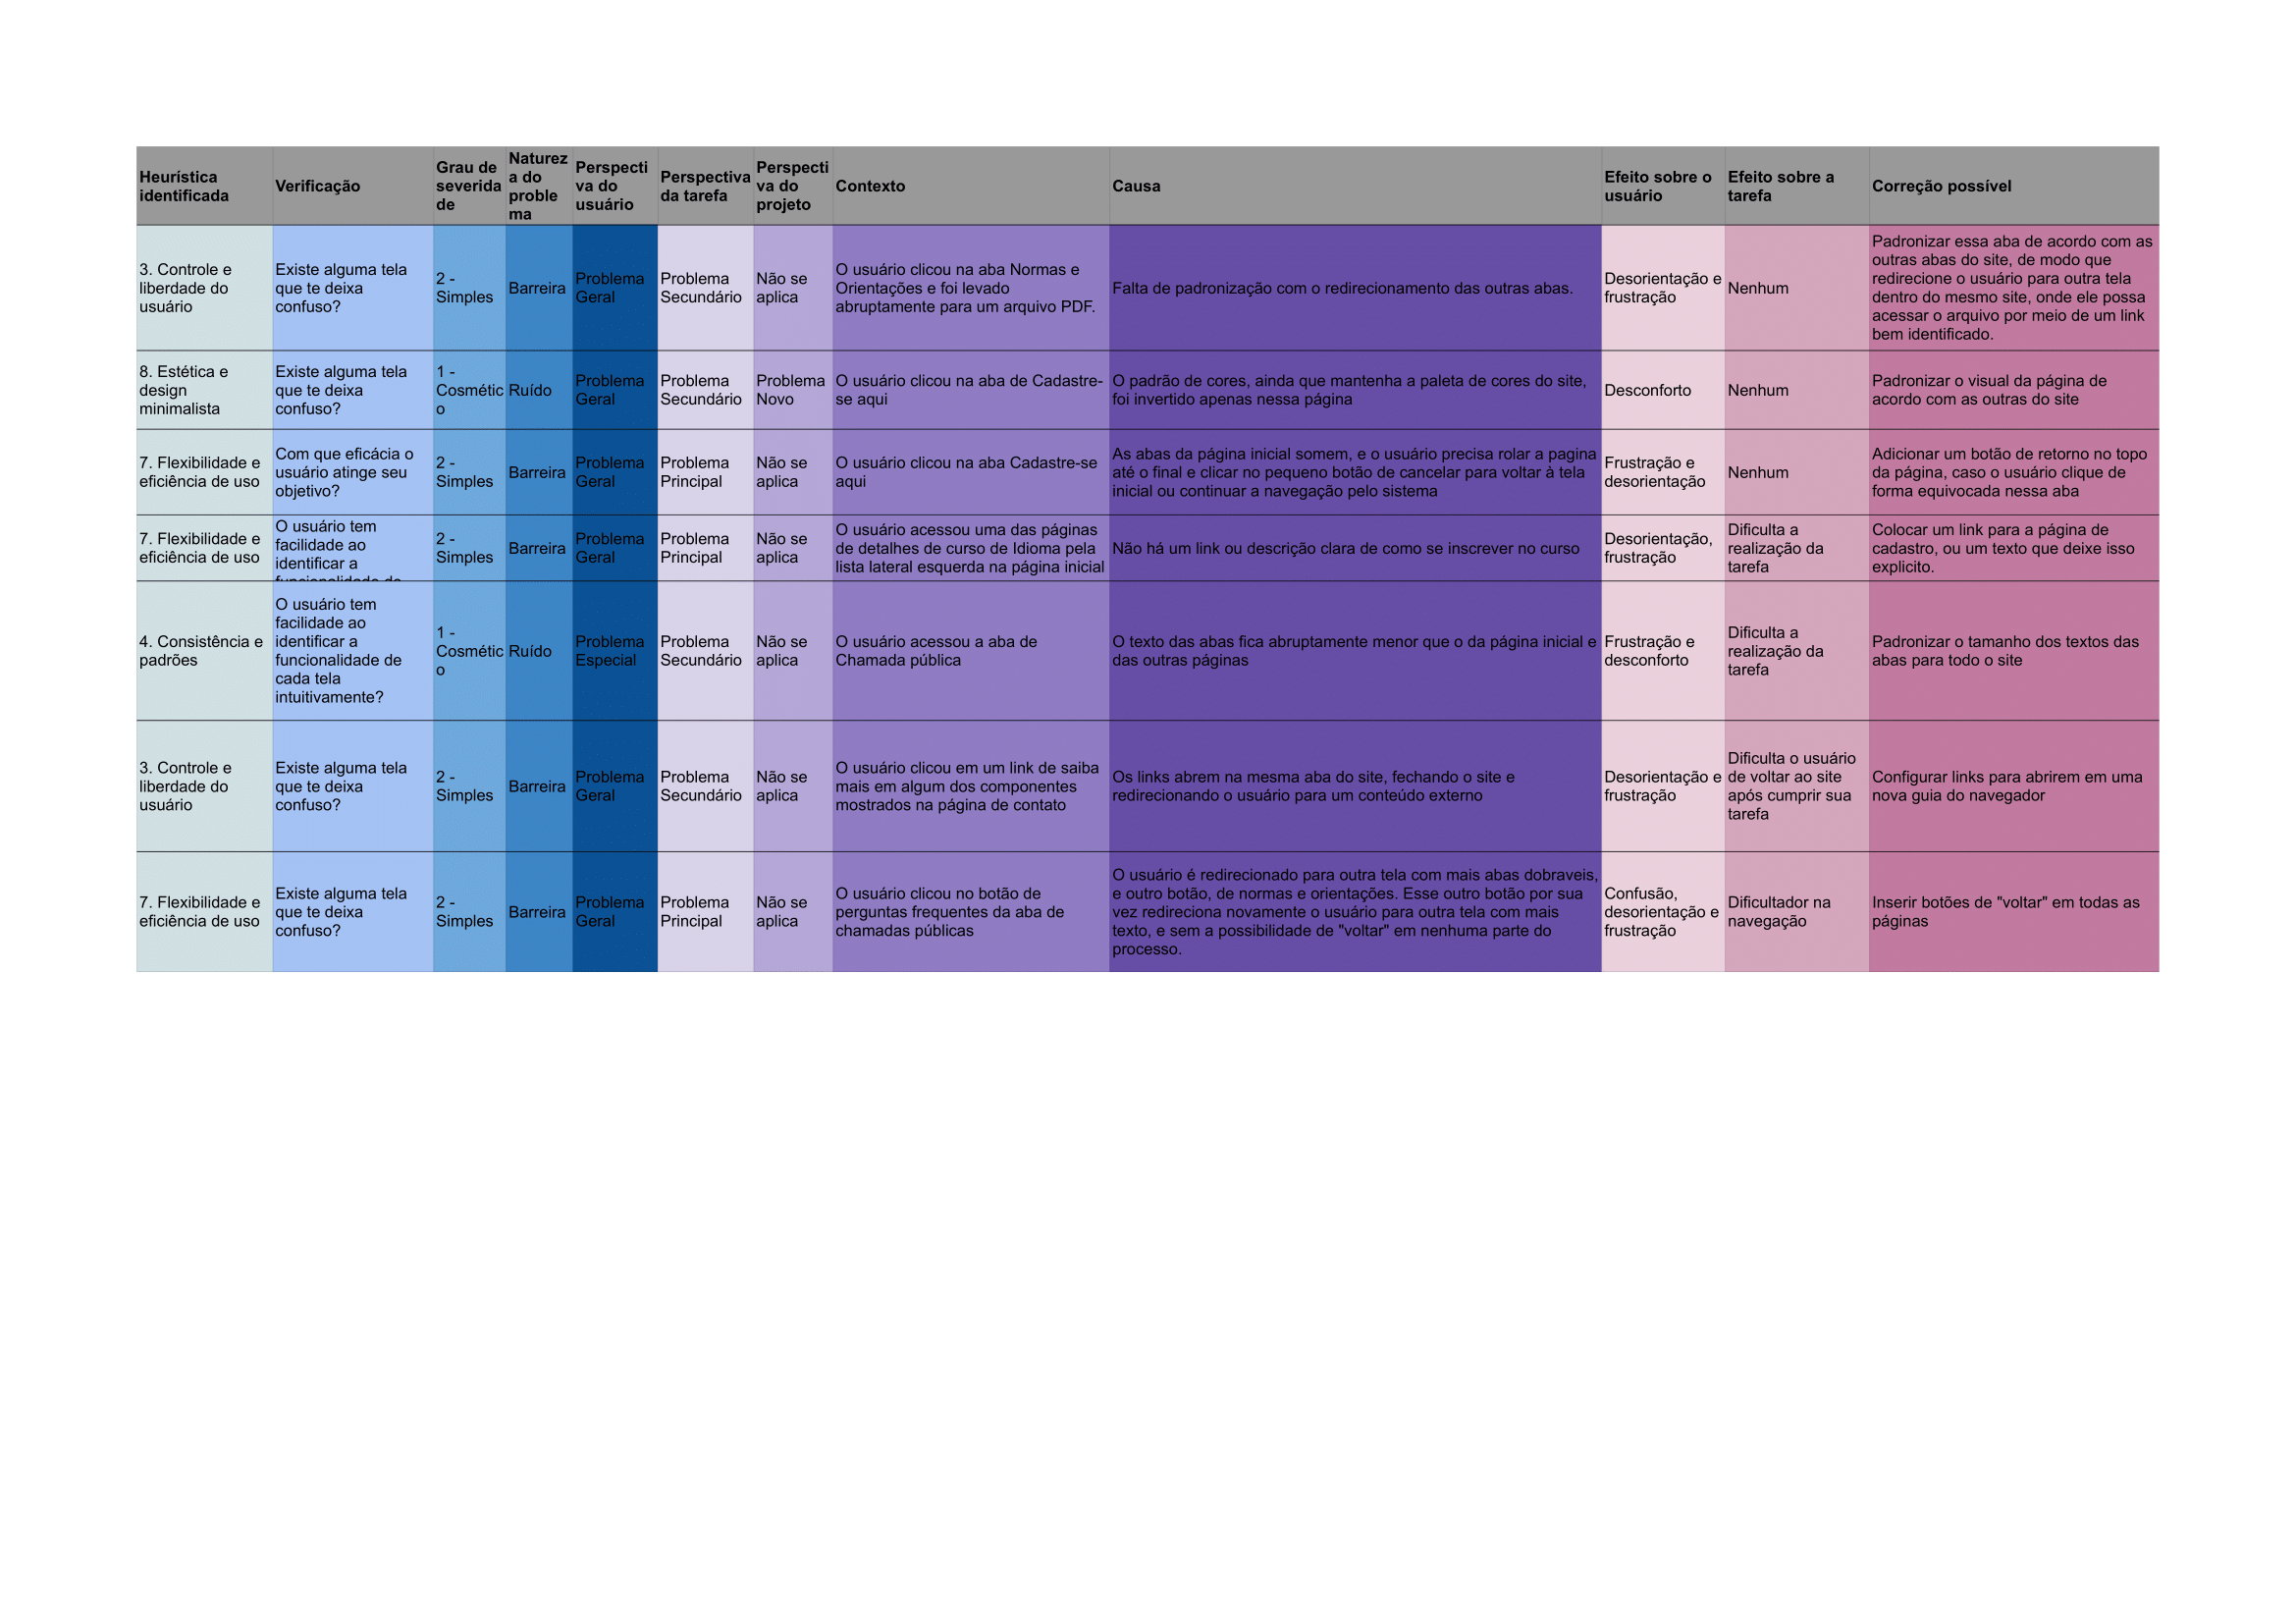 Heurística
identificada
Verificação
Grau de
severida
de
Naturez
a do
proble
ma
Perspecti
va do
usuário
Perspectiva
da tarefa
Perspecti
va do
projeto
Contexto
Causa
Efeito sobre o
usuário
Efeito sobre a
tarefa
Correção possível
3. Controle e
liberdade do
usuário
Existe alguma tela
que te deixa
confuso?
2 -
Simples
Barreira
Problema
Geral
Problema
Secundário
Não se
aplica
O usuário clicou na aba Normas e
Orientações e foi levado
abruptamente para um arquivo PDF.
Falta de padronização com o redirecionamento das outras abas.
Desorientação e
frustração
Nenhum
Padronizar essa aba de acordo com as
outras abas do site, de modo que
redirecione o usuário para outra tela
dentro do mesmo site, onde ele possa
acessar o arquivo por meio de um link
bem identificado.
8. Estética e
design
minimalista
Existe alguma tela
que te deixa
confuso?
1 -
Cosmétic
o
Ruído
Problema
Geral
Problema
Secundário
Problema
Novo
O usuário clicou na aba de Cadastre-
se aqui
O padrão de cores, ainda que mantenha a paleta de cores do site,
foi invertido apenas nessa página
Desconforto
Nenhum
Padronizar o visual da página de
acordo com as outras do site
7. Flexibilidade e
eficiência de uso
Com que eficácia o
usuário atinge seu
objetivo?
2 -
Simples
Barreira
Problema
Geral
Problema
Principal
Não se
aplica
O usuário clicou na aba Cadastre-se
aqui
As abas da página inicial somem, e o usuário precisa rolar a pagina
até o final e clicar no pequeno botão de cancelar para voltar à tela
inicial ou continuar a navegação pelo sistema
Frustração e
desorientação
Nenhum
Adicionar um botão de retorno no topo
da página, caso o usuário clique de
forma equivocada nessa aba
7. Flexibilidade e
eficiência de uso
O usuário tem
facilidade ao
identificar a
funcionalidade de
2 -
Simples
Barreira
Problema
Geral
Problema
Principal
Não se
aplica
O usuário acessou uma das páginas
de detalhes de curso de Idioma pela
lista lateral esquerda na página inicial
Não há um link ou descrição clara de como se inscrever no curso
Desorientação,
frustração
Dificulta a
realização da
tarefa
Colocar um link para a página de
cadastro, ou um texto que deixe isso
explicito.
4. Consistência e
padrões
O usuário tem
facilidade ao
identificar a
funcionalidade de
cada tela
intuitivamente?
1 -
Cosmétic
o
Ruído
Problema
Especial
Problema
Secundário
Não se
aplica
O usuário acessou a aba de
Chamada pública
O texto das abas fica abruptamente menor que o da página inicial e
das outras páginas
Frustração e
desconforto
Dificulta a
realização da
tarefa
Padronizar o tamanho dos textos das
abas para todo o site
3. Controle e
liberdade do
usuário
Existe alguma tela
que te deixa
confuso?
2 -
Simples
Barreira
Problema
Geral
Problema
Secundário
Não se
aplica
O usuário clicou em um link de saiba
mais em algum dos componentes
mostrados na página de contato
Os links abrem na mesma aba do site, fechando o site e
redirecionando o usuário para um conteúdo externo
Desorientação e
frustração
Dificulta o usuário
de voltar ao site
após cumprir sua
tarefa
Configurar links para abrirem em uma
nova guia do navegador
7. Flexibilidade e
eficiência de uso
Existe alguma tela
que te deixa
confuso?
2 -
Simples
Barreira
Problema
Geral
Problema
Principal
Não se
aplica
O usuário clicou no botão de
perguntas frequentes da aba de
chamadas públicas
O usuário é redirecionado para outra tela com mais abas dobraveis,
e outro botão, de normas e orientações. Esse outro botão por sua
vez redireciona novamente o usuário para outra tela com mais
texto, e sem a possibilidade de "voltar" em nenhuma parte do
processo.
Confusão,
desorientação e
frustração
Dificultador na
navegação
Inserir botões de "voltar" em todas as
páginas